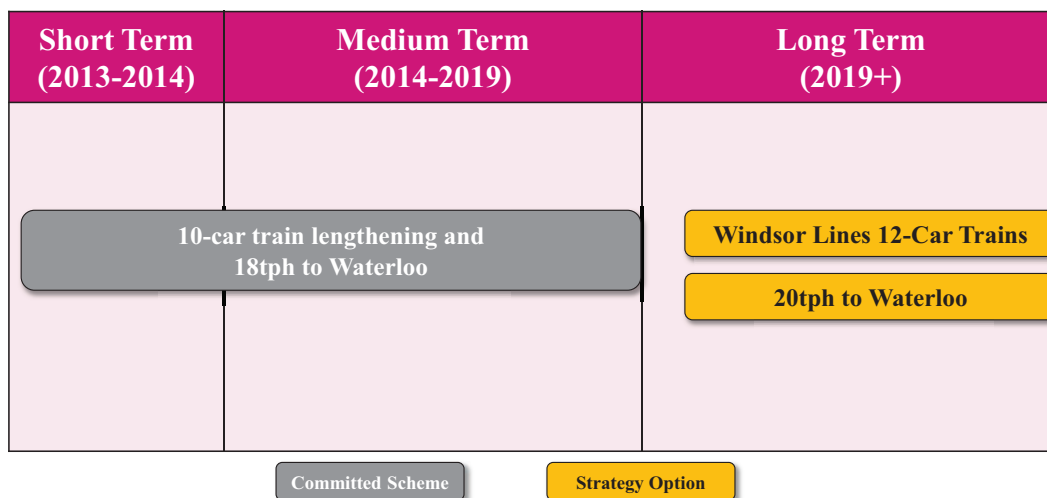 Short Term
(2013-2014)
Medium Term
(2014-2019)
Long Term
(2019+)
10-car train lengthening and
18tph to Waterloo
Windsor Lines 12-Car Trains
20tph to Waterloo
Committed Scheme
Strategy Option